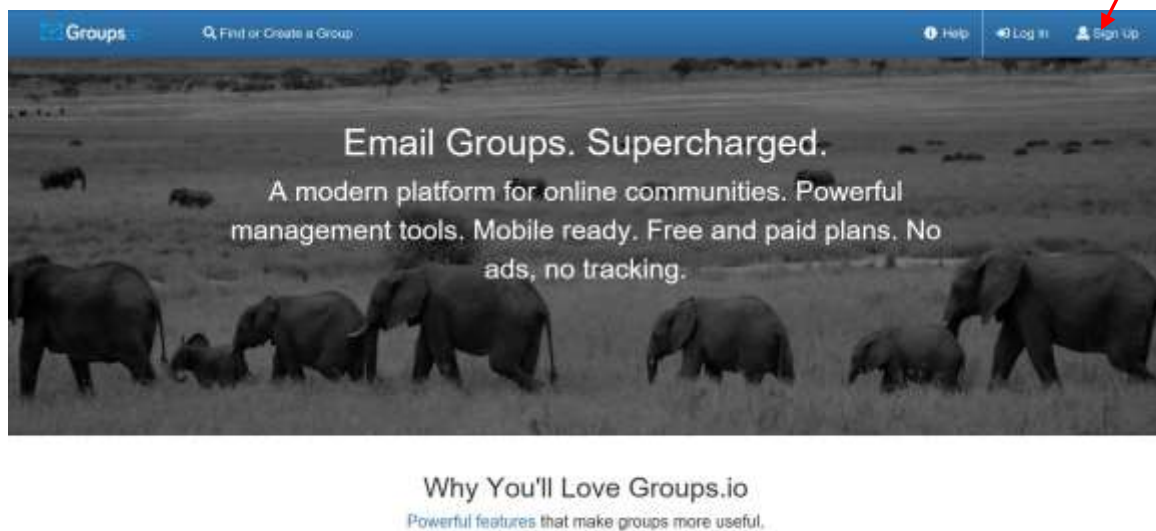 Groups
Find or Create a Group
Help
Log In
Sign Up
Email Groups. Supercharged.
A modern platform for online communities. Powerful
management tools. Mobile ready. Free and paid plans. No
ads, no tracking.
Why You'll Love Groups.io
Powerful features that make groups more useful.